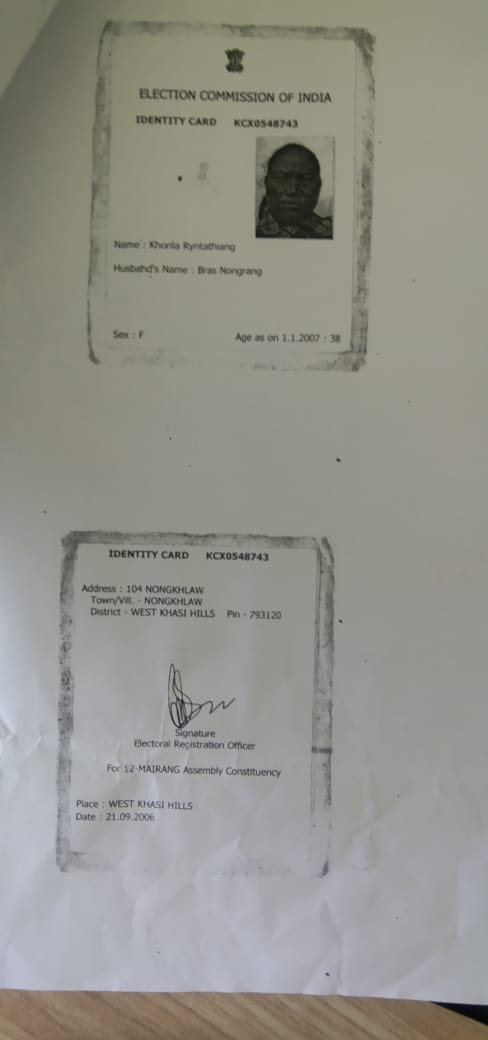 ELECTION COMMISSION OF INDIA
IDENTITY CARD KCX0548743
Name : Khorila Ryntathiang
Husband's Name : Bras Nongrang
Sex : F Age as on 1.1.2007 : 38
IDENTITY CARD KCX0548743
Address : 104 NONGKHLAW
Town/Vill. - NONGKHLAW
District - WEST KHASI HILLS Pin - 793120
Signature
Electoral Registration Officer
For 12-MAIRANG Assembly Constituency
Place : WEST KHASI HILLS
Date : 21.09.2006